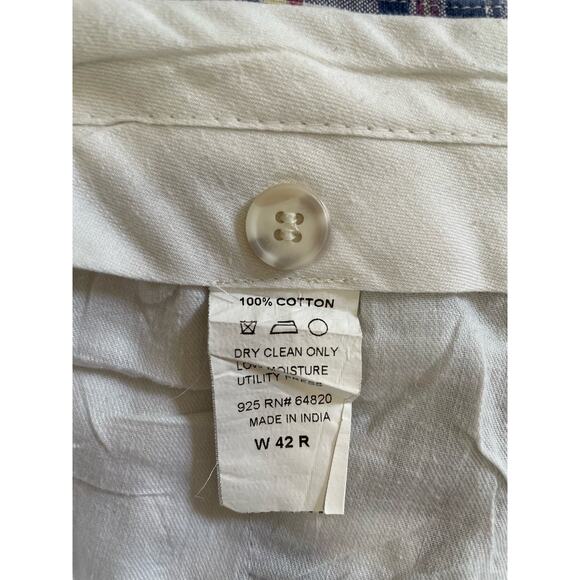 100% COTTON
DRY CLEAN ONLY
LOW MOISTURE
UTILITY PRESS
925 RN# 64820
MADE IN INDIA
W 42 R